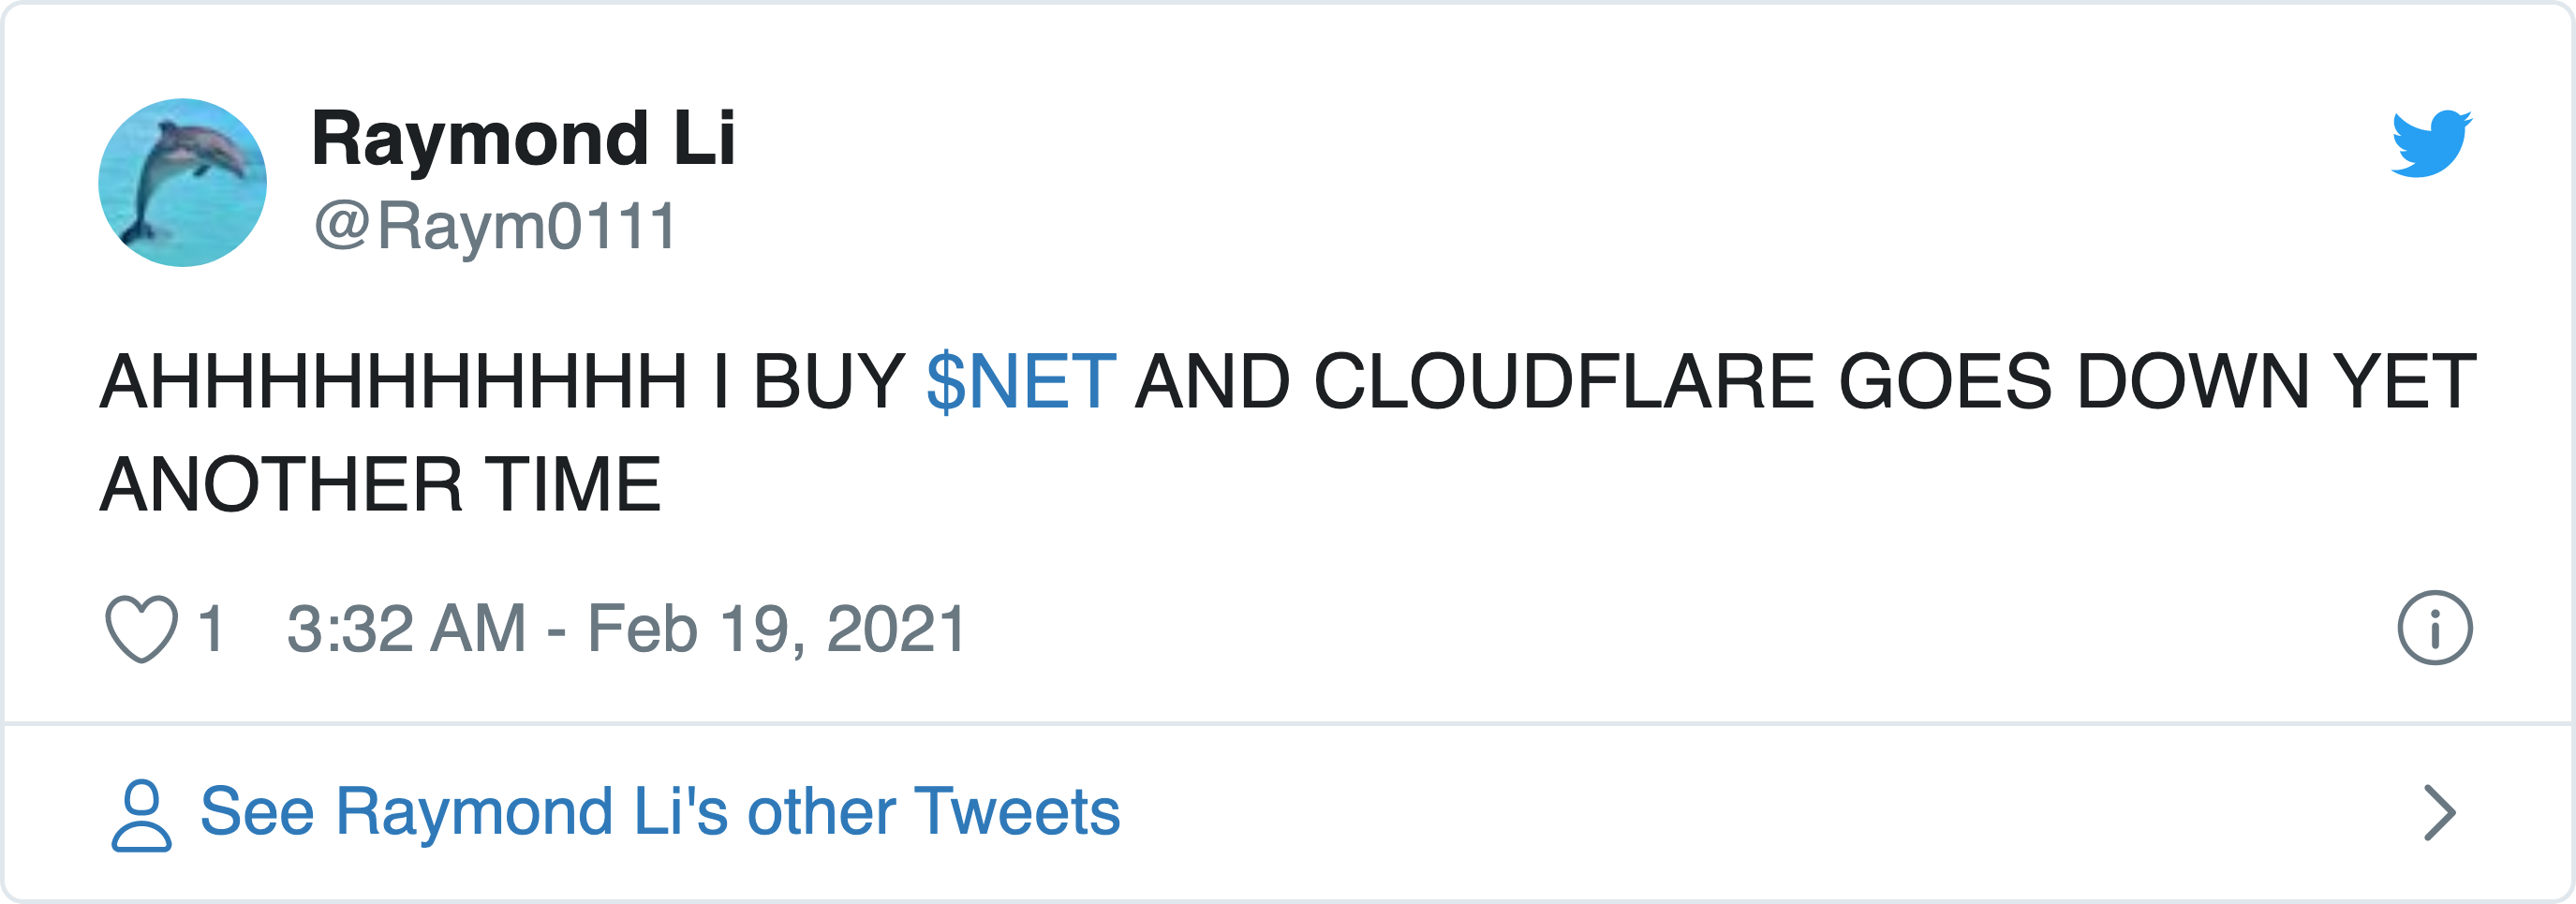 Raymond Li
@Raym0111
AHHHHHHHHHH I BUY $NET AND CLOUDFLARE GOES DOWN YET
ANOTHER TIME
1 3:32 AM - Feb 19, 2021
See Raymond Li's other Tweets